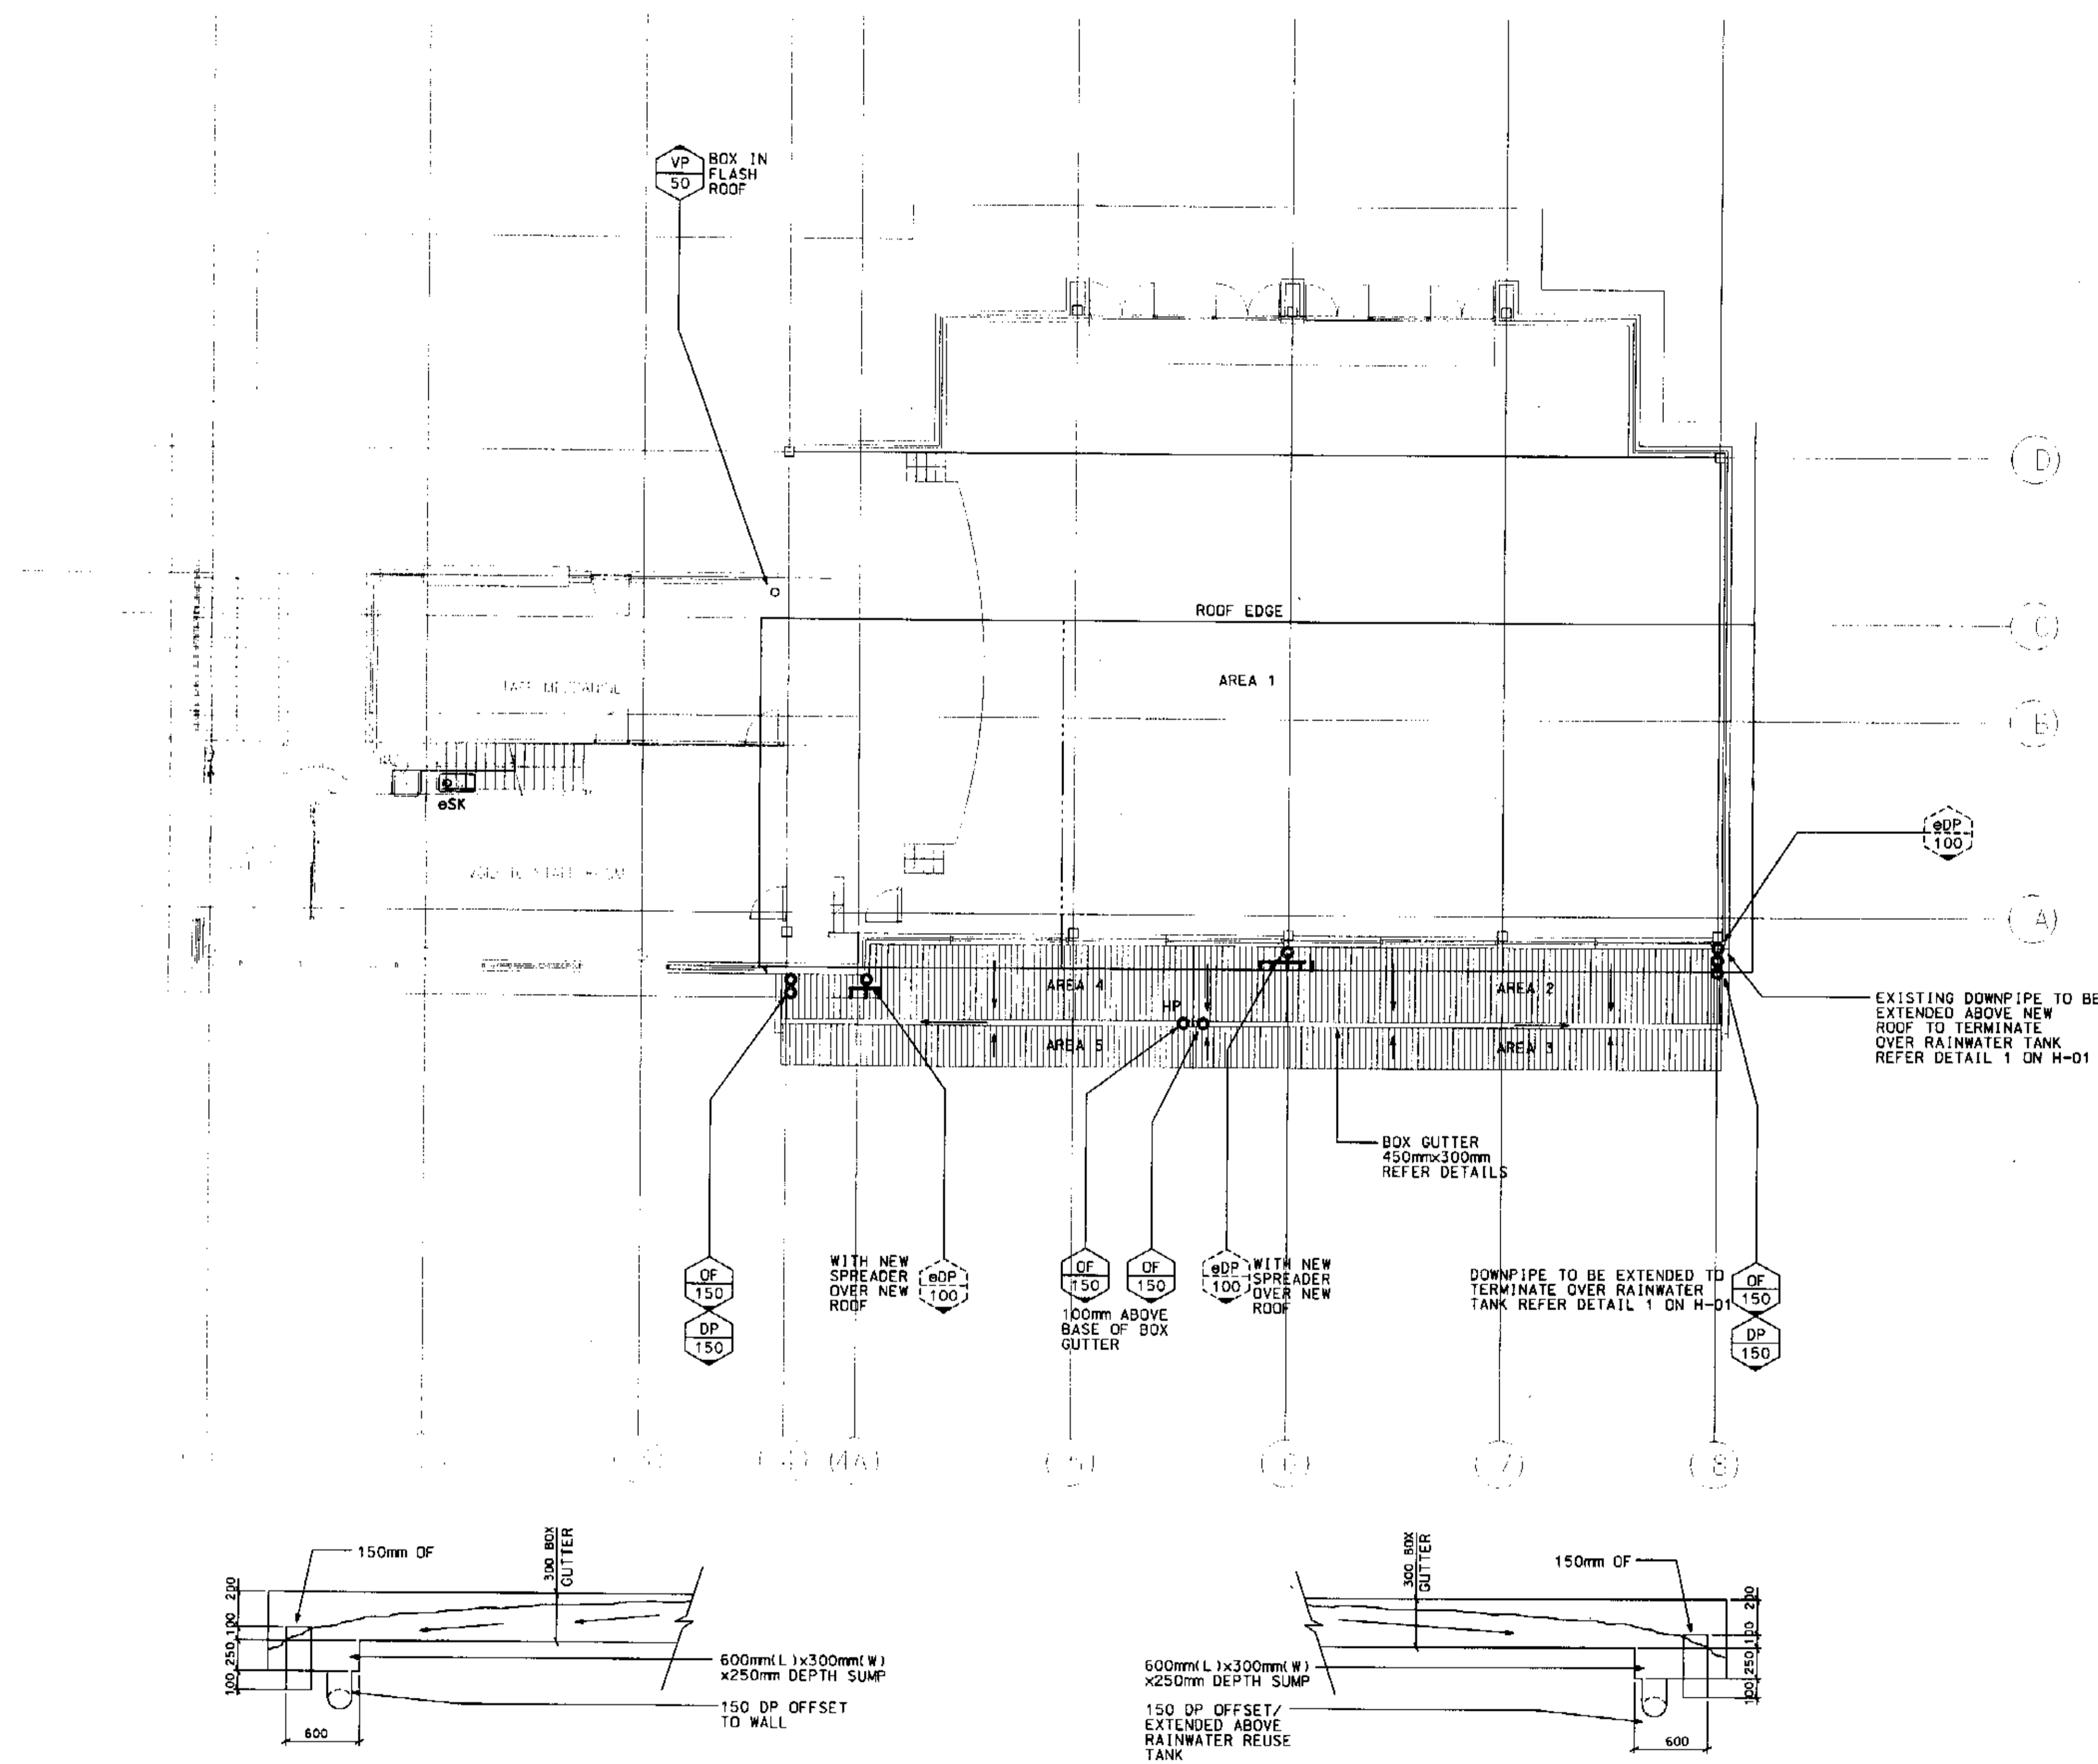 VP
50
BOX IN
FLASH
ROOF
D
ROOF EDGE
C
AREA 1
B
eSK
eDP
100
A
AREA 4
AREA 2
HP
AREA 5
AREA 3
EXISTING DOWNPIPE TO BE
EXTENDED ABOVE NEW
ROOF TO TERMINATE
OVER RAINWATER TANK
REFER DETAIL 1 ON H-01
BOX GUTTER
450mmx300mm
REFER DETAILS
OF
150
DP
150
WITH NEW
SPREADER
OVER NEW
ROOF
eDP
100
OF
150
OF
150
100mm ABOVE
BASE OF BOX
GUTTER
eDP
100
WITH NEW
SPREADER
OVER NEW
ROOF
DOWNPIPE TO BE EXTENDED TO
TERMINATE OVER RAINWATER
TANK REFER DETAIL 1 ON H-01
OF
150
DP
150
4A
5
6
7
8
150mm OF
300 BOX
GUTTER
200
100
250
100
600mm(L)x300mm(W)
x250mm DEPTH SUMP
150 DP OFFSET
TO WALL
600
300 BOX
GUTTER
150mm OF
200
100
250
100
600mm(L)x300mm(W)
x250mm DEPTH SUMP
150 DP OFFSET/
EXTENDED ABOVE
RAINWATER REUSE
TANK
600